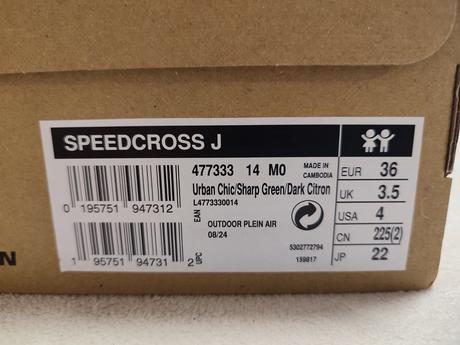 SPEEDCROSS J
477333 14 M0
MADE IN
CAMBODIA
Urban Chic/Sharp Green/Dark Citron
L4773330014
EAN
0 195751 947312
OUTDOOR PLEIN AIR
08/24
1 95751 94731 2
UPC
5302772794
159817
EUR 36
UK 3.5
USA 4
CN 225(2)
JP 22
N